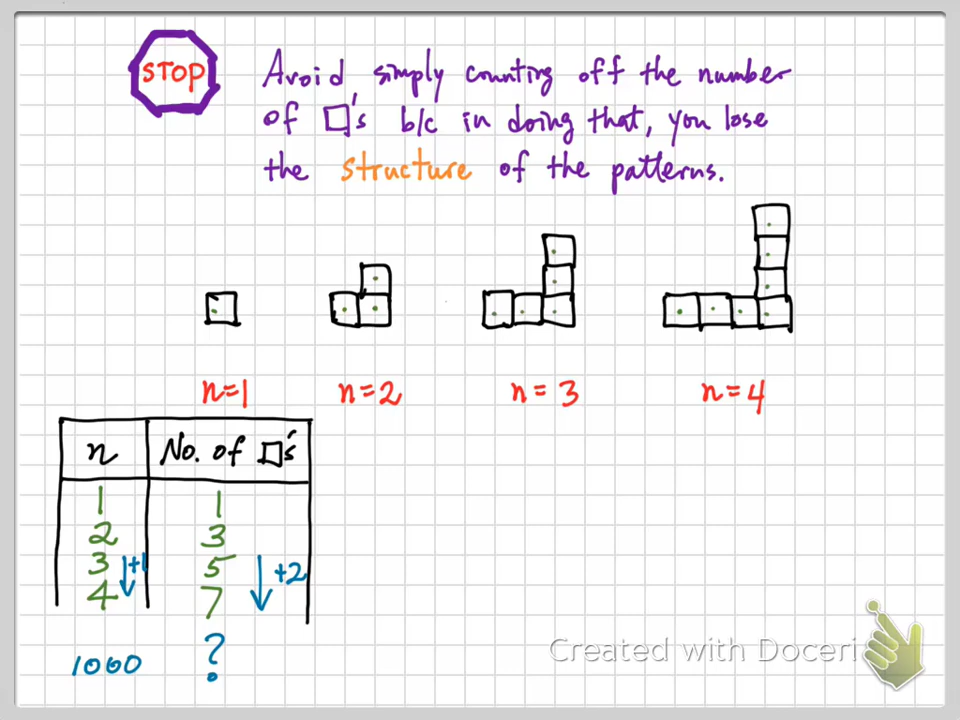 STOP
Avoid simply counting off the number
of □'s b/c in doing that, you lose
the structure of the patterns.
n=1 n=2 n=3 n=4
n No. of □'s
1 1
2 3
3 5
4 7
+1 +2
1000 ?
Created with Doceri